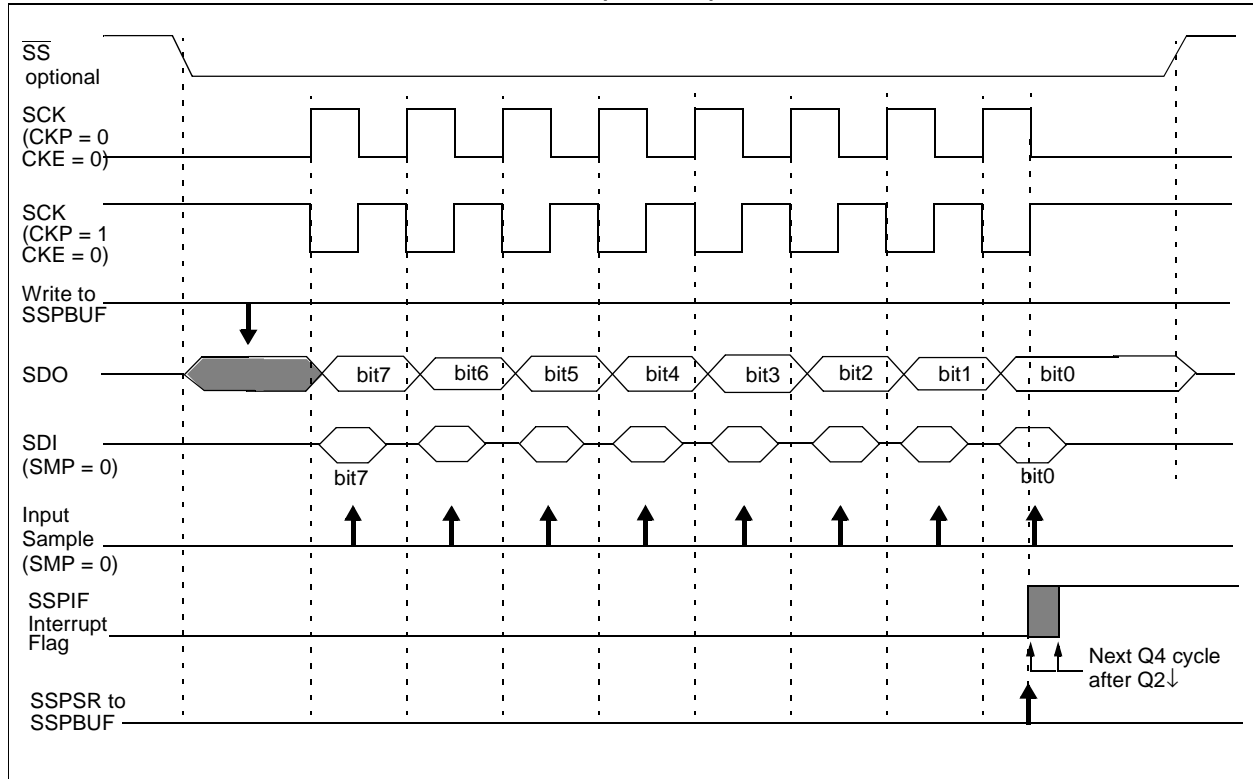 SS
optional
SCK
(CKP = 0
CKE = 0)
SCK
(CKP = 1
CKE = 0)
Write to
SSPBUF
SDO
bit7 bit6 bit5 bit4 bit3 bit2 bit1 bit0
SDI
(SMP = 0)
bit7 bit0
Input
Sample
(SMP = 0)
SSPIF
Interrupt
Flag
Next Q4 cycle
after Q2↓
SSPSR to
SSPBUF